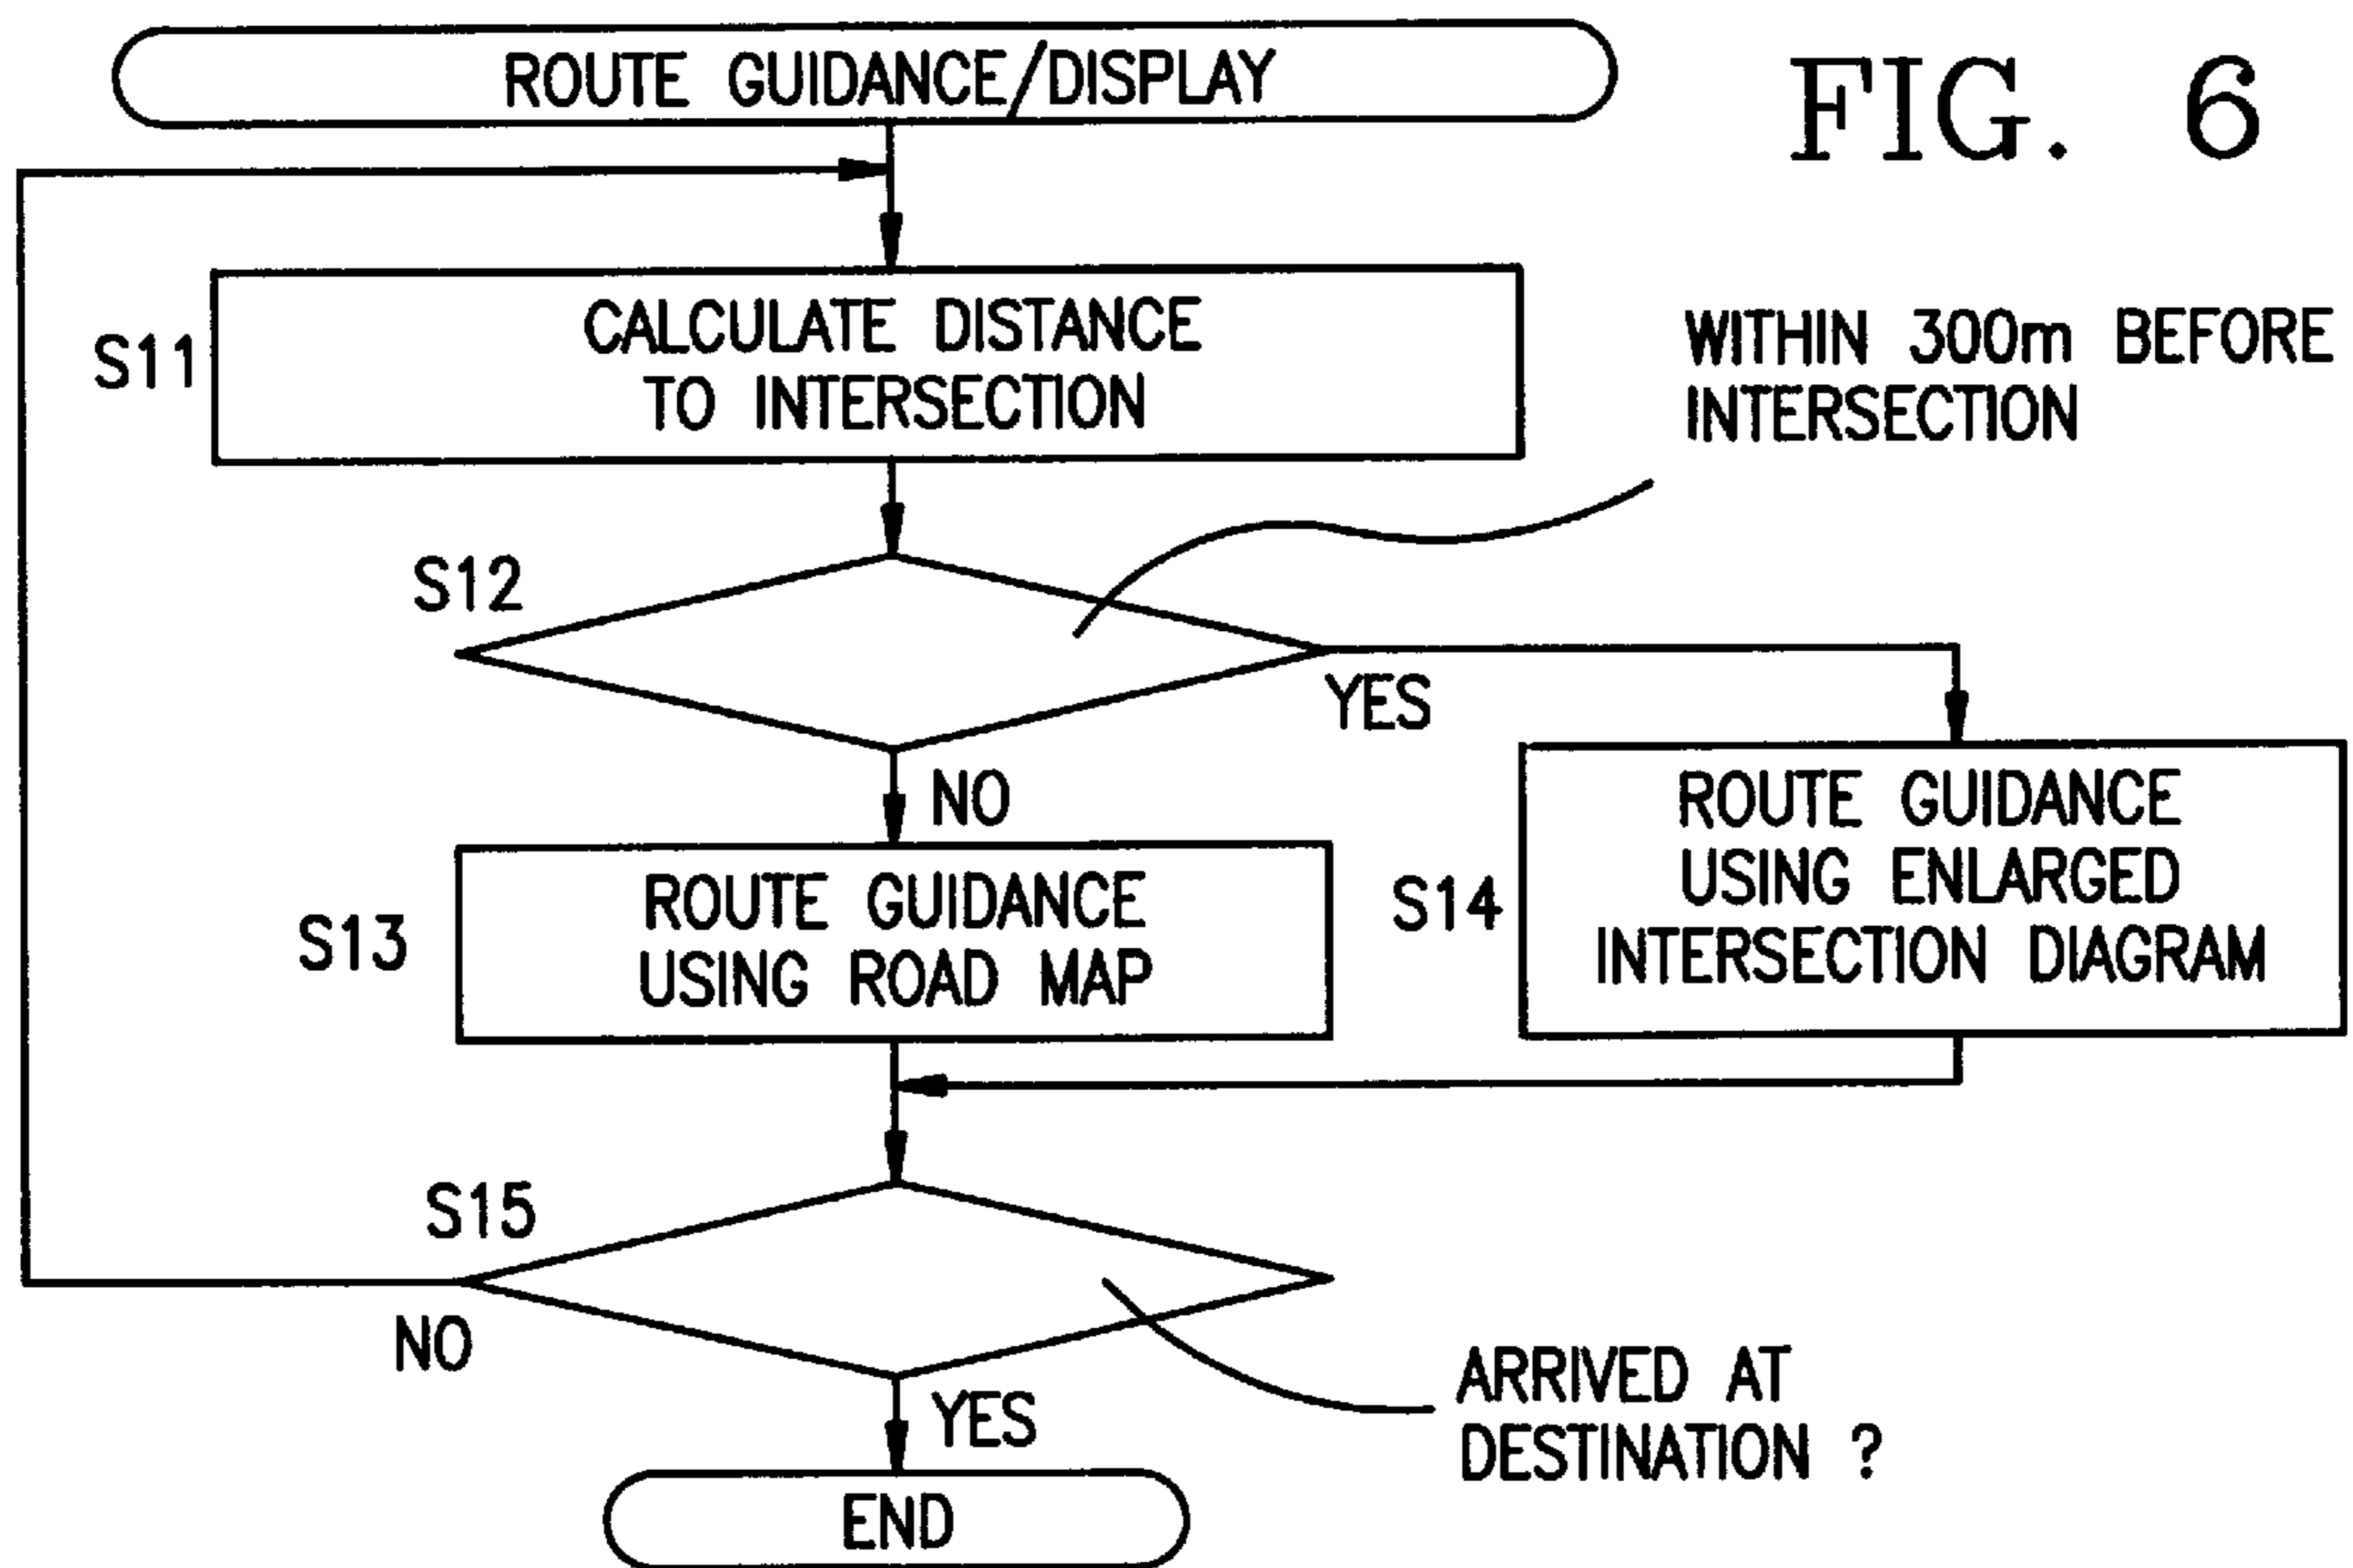 ROUTE GUIDANCE/DISPLAY
FIG. 6
S11
CALCULATE DISTANCE
TO INTERSECTION
WITHIN 300m BEFORE
INTERSECTION
S12
YES
NO
S13
ROUTE GUIDANCE
USING ROAD MAP
S14
ROUTE GUIDANCE
USING ENLARGED
INTERSECTION DIAGRAM
S15
NO
YES
ARRIVED AT
DESTINATION ?
END